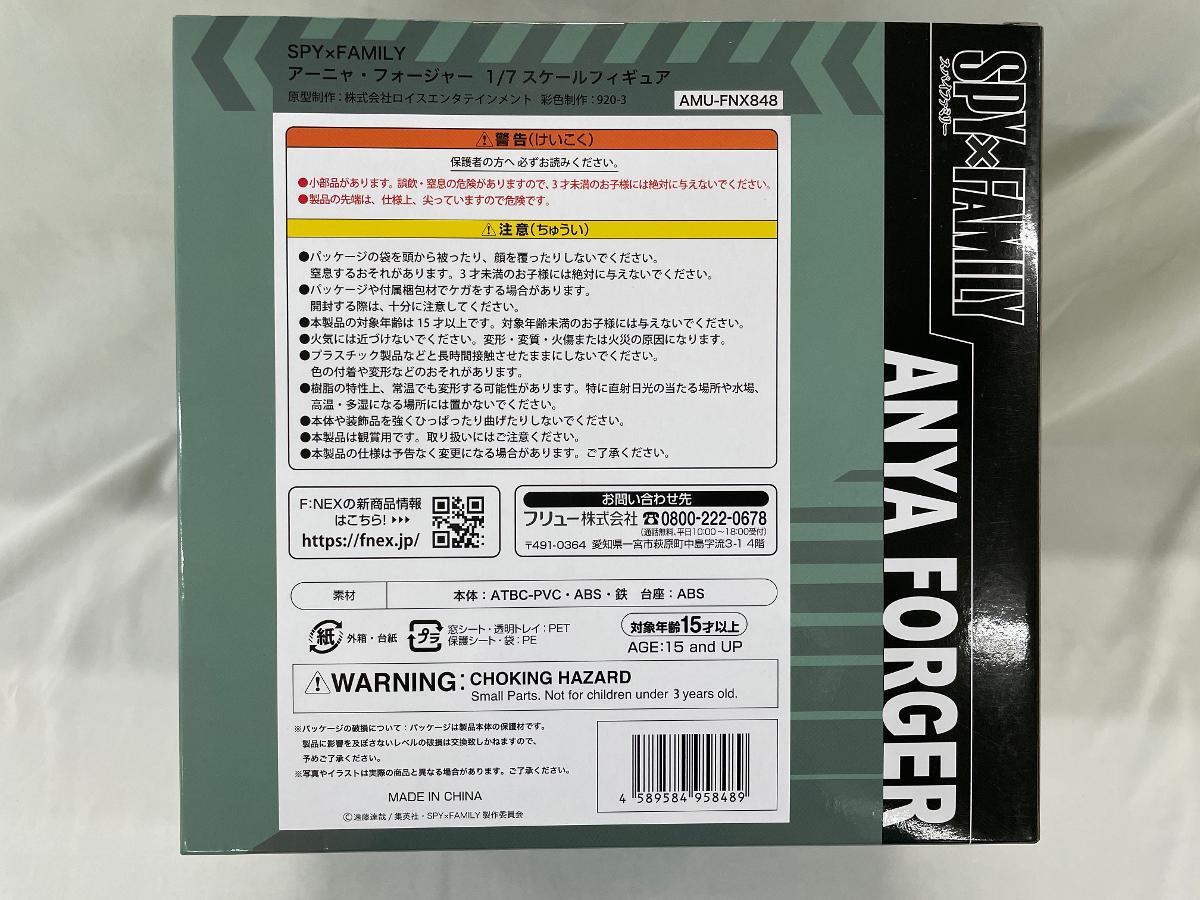 SPY×FAMILY
アーニャ・フォージャー 1/7 スケールフィギュア
原型制作：株式会社ロイスエンタテインメント 彩色制作：920-3
AMU-FNX848
⚠警告(けいこく)
保護者の方へ 必ずお読みください。
●小部品があります。誤飲・窒息の危険がありますので、3才未満のお子様には絶対に与えないでください。
●製品の先端は、仕様上、尖っていますので危険です。
⚠注意(ちゅうい)
●パッケージの袋を頭から被ったり、顔を覆ったりしないでください。
窒息するおそれがあります。3才未満のお子様には絶対に与えないでください。
●パッケージや付属梱包材でケガをする場合があります。
開封する際は、十分に注意してください。
●本製品の対象年齢は15才以上です。対象年齢未満のお子様には与えないでください。
●火気には近づけないでください。変形・変質・火傷または火災の原因になります。
●プラスチック製品などと長時間接触させたままにしないでください。
色の付着や変形などのおそれがあります。
●樹脂の特性上、常温でも変形する可能性があります。特に直射日光の当たる場所や水場、
高温・多湿になる場所には置かないでください。
●本体や装飾品を強くひっぱったり曲げたりしないでください。
●本製品は観賞用です。取り扱いにはご注意ください。
●本製品の仕様は予告なく変更になる場合があります。ご了承ください。
F:NEXの新商品情報
はこちら!▶▶▶
https://fnex.jp/
お問い合わせ先
フリュー株式会社 ☎0800-222-0678
(通話無料、平日10:00～18:00受付)
〒491-0364 愛知県一宮市萩原町中島字流3-1 4階
素材 本体：ATBC-PVC・ABS・鉄 台座：ABS
紙 外箱・台紙
プラ 窓シート・透明トレイ：PET
保護シート・袋：PE
対象年齢15才以上
AGE:15 and UP
⚠WARNING: CHOKING HAZARD
Small Parts. Not for children under 3 years old.
※パッケージの破損について：パッケージは製品本体の保護材です。
製品に影響を及ぼさないレベルの破損は交換致しかねますので、
予めご了承ください。
※写真やイラストは実際の商品と異なる場合があります。ご了承ください。
MADE IN CHINA
©遠藤達哉/集英社・SPY×FAMILY製作委員会
4 589584 958489
SPY×FAMILY
スパイファミリー
ANYA FORGER